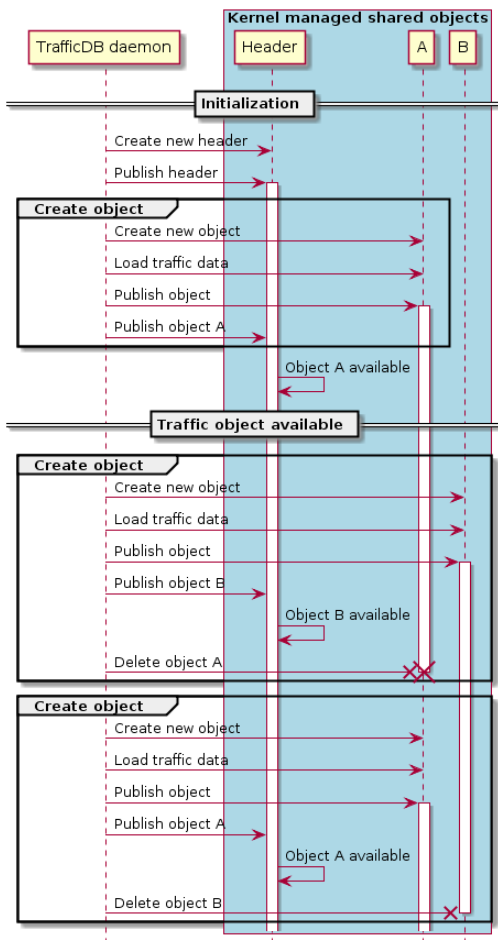 Kernel managed shared objects
TrafficDB daemon
Header
A
B
Initialization
Create new header
Publish header
Create object
Create new object
Load traffic data
Publish object
Publish object A
Object A available
Traffic object available
Create object
Create new object
Load traffic data
Publish object
Publish object B
Object B available
Delete object A
Create object
Create new object
Load traffic data
Publish object
Publish object A
Object A available
Delete object B